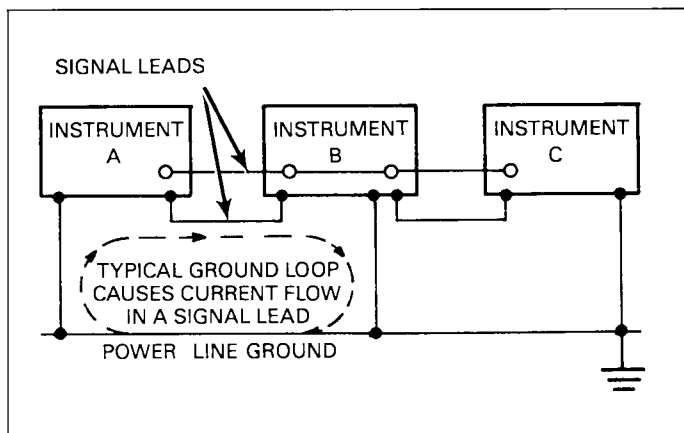 SIGNAL LEADS
INSTRUMENT
A
INSTRUMENT
B
INSTRUMENT
C
TYPICAL GROUND LOOP
CAUSES CURRENT FLOW
IN A SIGNAL LEAD
POWER LINE GROUND